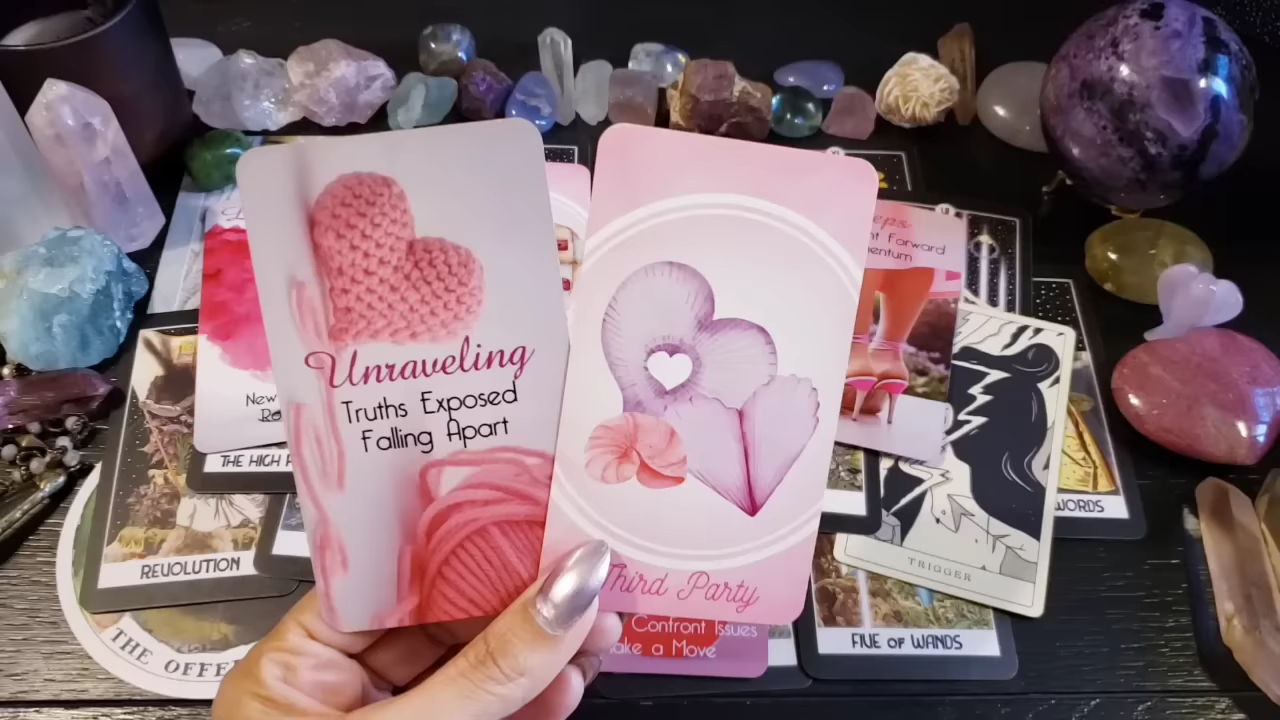 Unraveling
Truths Exposed
Falling Apart
Third Party
Forward
New
THE HIGH
REVOLUTION
THE OFFE
Confront Issues
Make a Move
TRIGGER
FIVE OF WANDS
WORDS